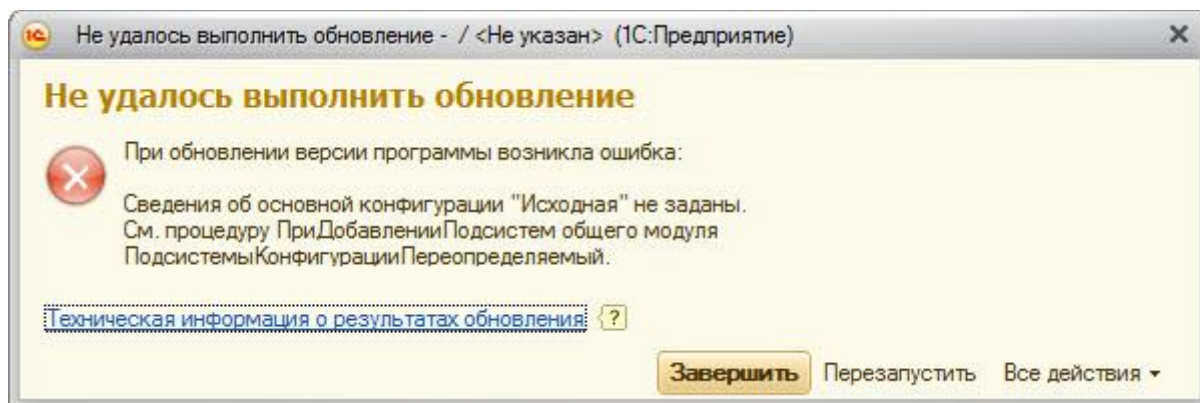 1С Не удалось выполнить обновление - / <Не указан> (1С:Предприятие)
Не удалось выполнить обновление
При обновлении версии программы возникла ошибка:
Сведения об основной конфигурации "Исходная" не заданы.
См. процедуру ПриДобавленииПодсистем общего модуля
ПодсистемыКонфигурацииПереопределяемый.
Техническая информация о результатах обновления ?
Завершить Перезапустить Все действия